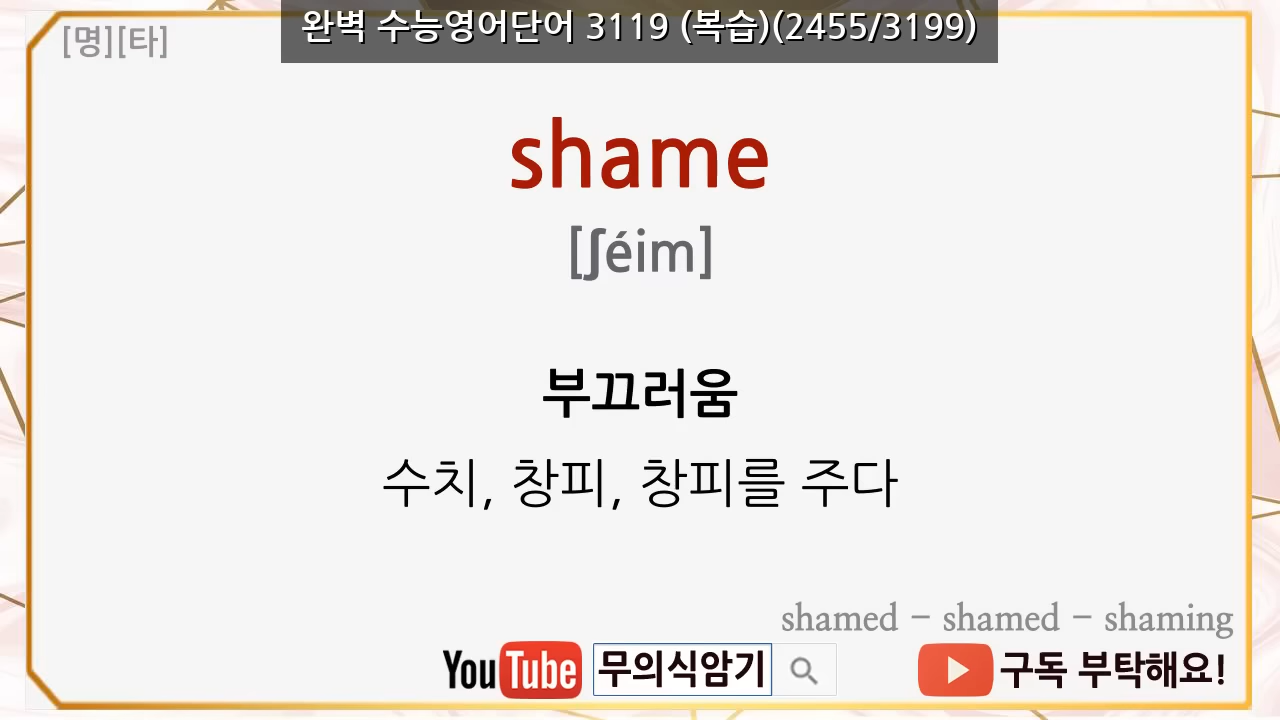 완벽 수능영어단어 3119 (복습)(2455/3199)
[명][타]
shame
[ʃéim]
부끄러움
수치, 창피, 창피를 주다
shamed - shamed - shaming
YouTube 무의식암기 구독 부탁해요!